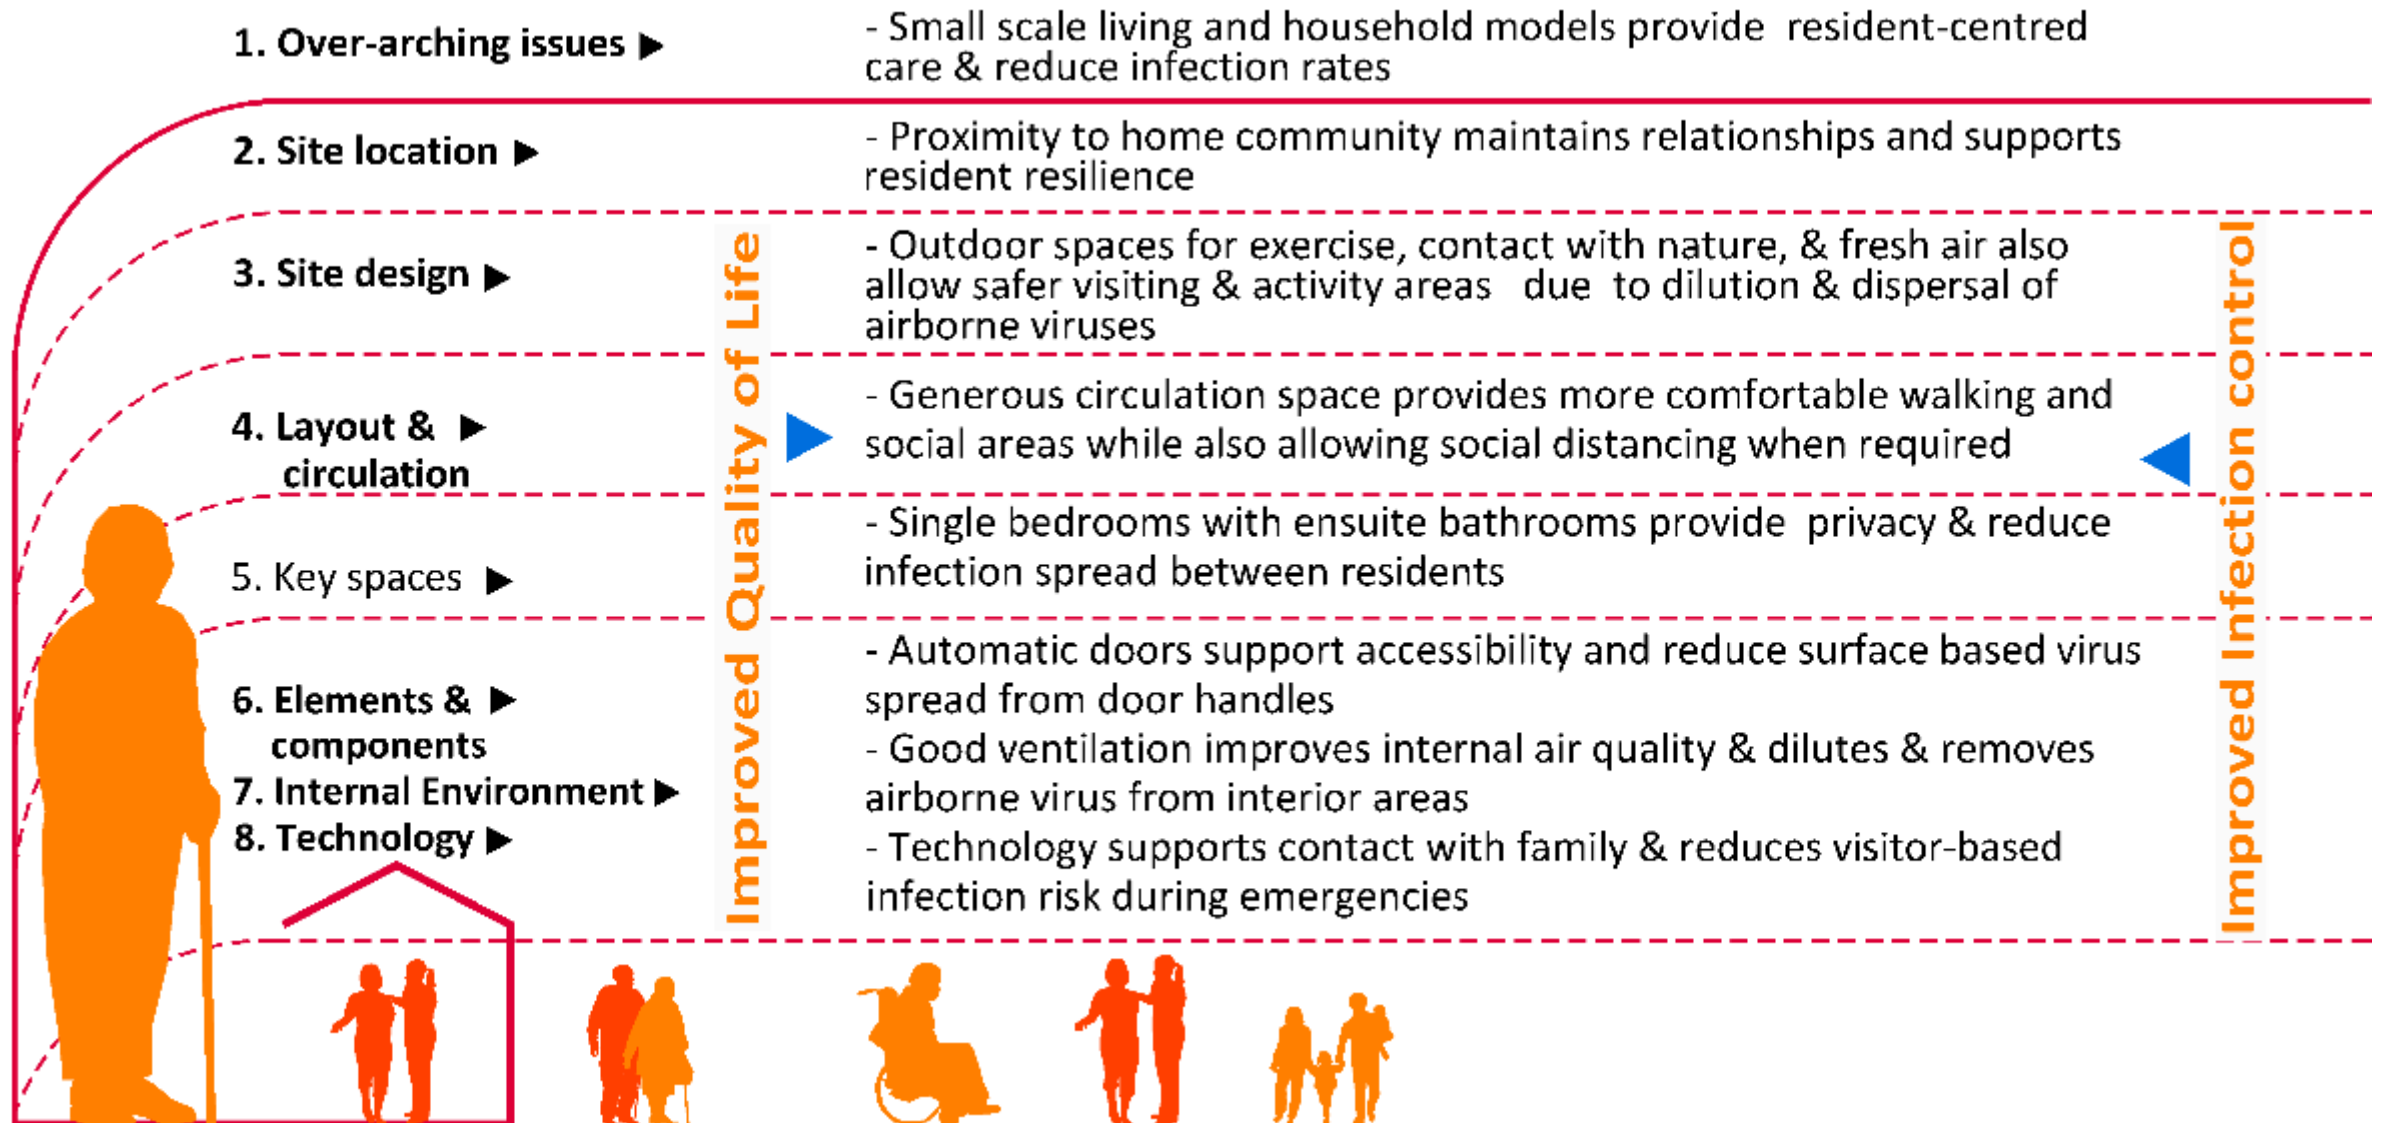 1. Over-arching issues ▶
- Small scale living and household models provide resident-centred
care & reduce infection rates
2. Site location ▶
- Proximity to home community maintains relationships and supports
resident resilience
3. Site design ▶
- Outdoor spaces for exercise, contact with nature, & fresh air also
allow safer visiting & activity areas due to dilution & dispersal of
airborne viruses
4. Layout & ▶
circulation
- Generous circulation space provides more comfortable walking and
social areas while also allowing social distancing when required
5. Key spaces ▶
- Single bedrooms with ensuite bathrooms provide privacy & reduce
infection spread between residents
6. Elements & ▶
components
7. Internal Environment ▶
8. Technology ▶
- Automatic doors support accessibility and reduce surface based virus
spread from door handles
- Good ventilation improves internal air quality & dilutes & removes
airborne virus from interior areas
- Technology supports contact with family & reduces visitor-based
infection risk during emergencies
Improved Quality of Life
Improved Infection control